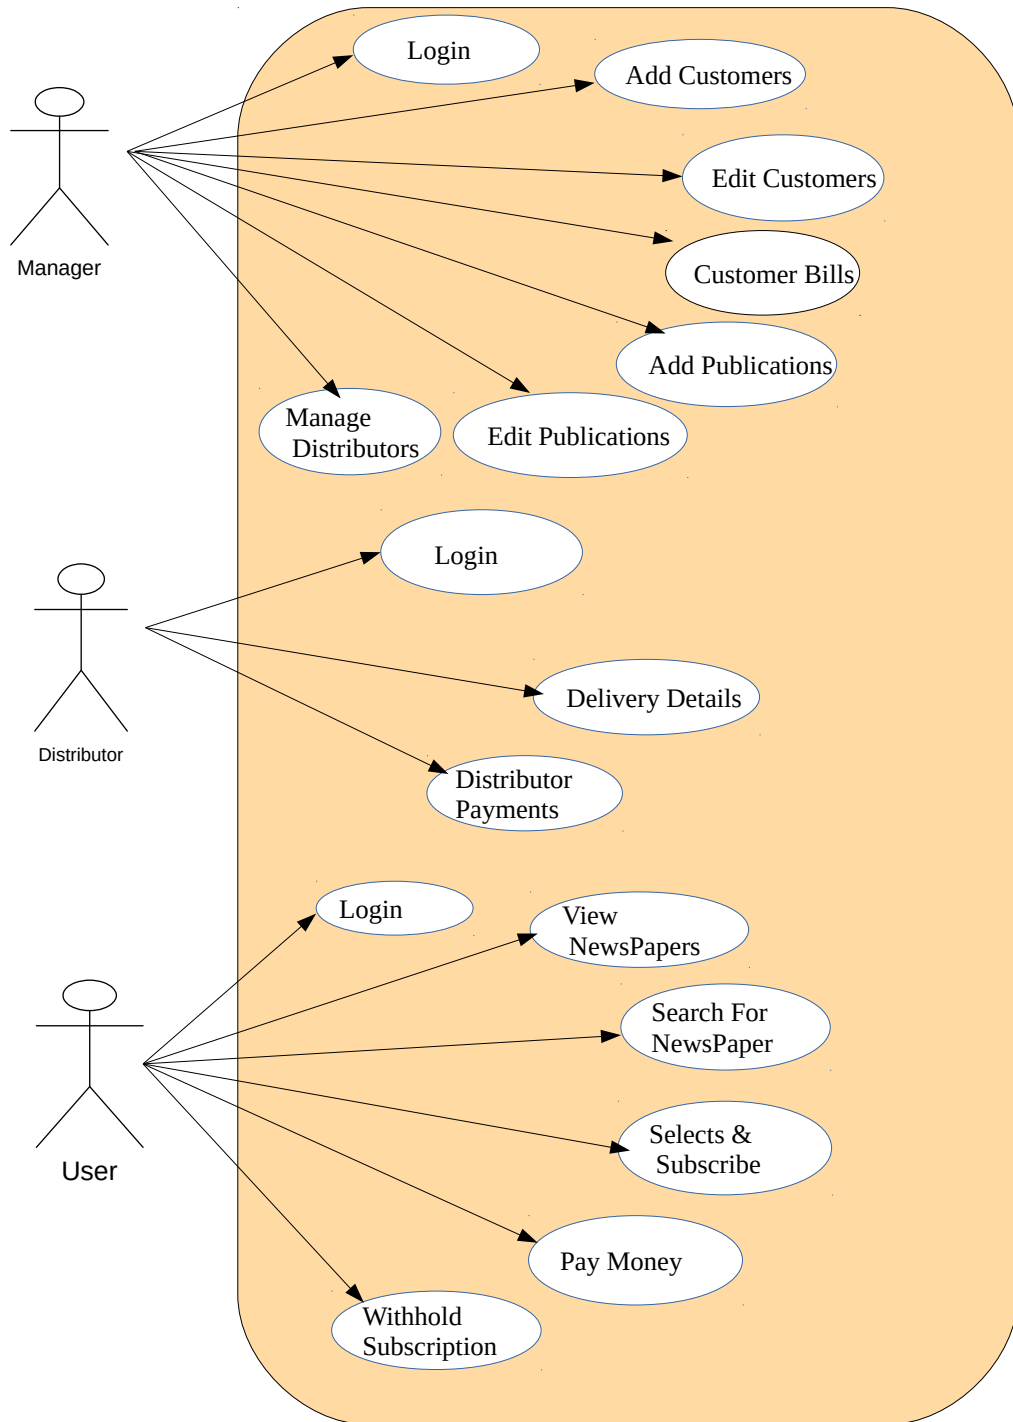 Login
Add Customers
Edit Customers
Manager
Customer Bills
Add Publications
Manage
Distributors
Edit Publications
Login
Delivery Details
Distributor
Distributor
Payments
Login
View
NewsPapers
Search For
NewsPaper
Selects &
Subscribe
User
Pay Money
Withhold
Subscription